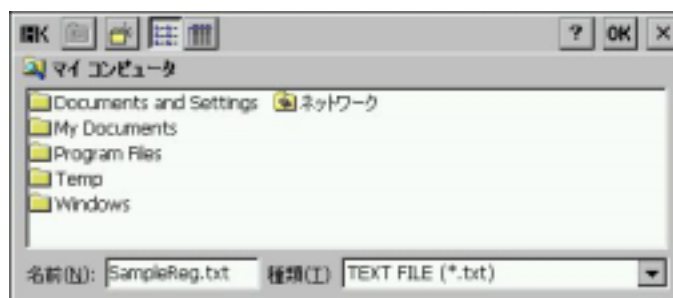 ? OK ×
マイ コンピュータ
Documents and Settings ネットワーク
My Documents
Program Files
Temp
Windows
名前(N): SampleReg.txt 種類(T) TEXT FILE (*.txt)